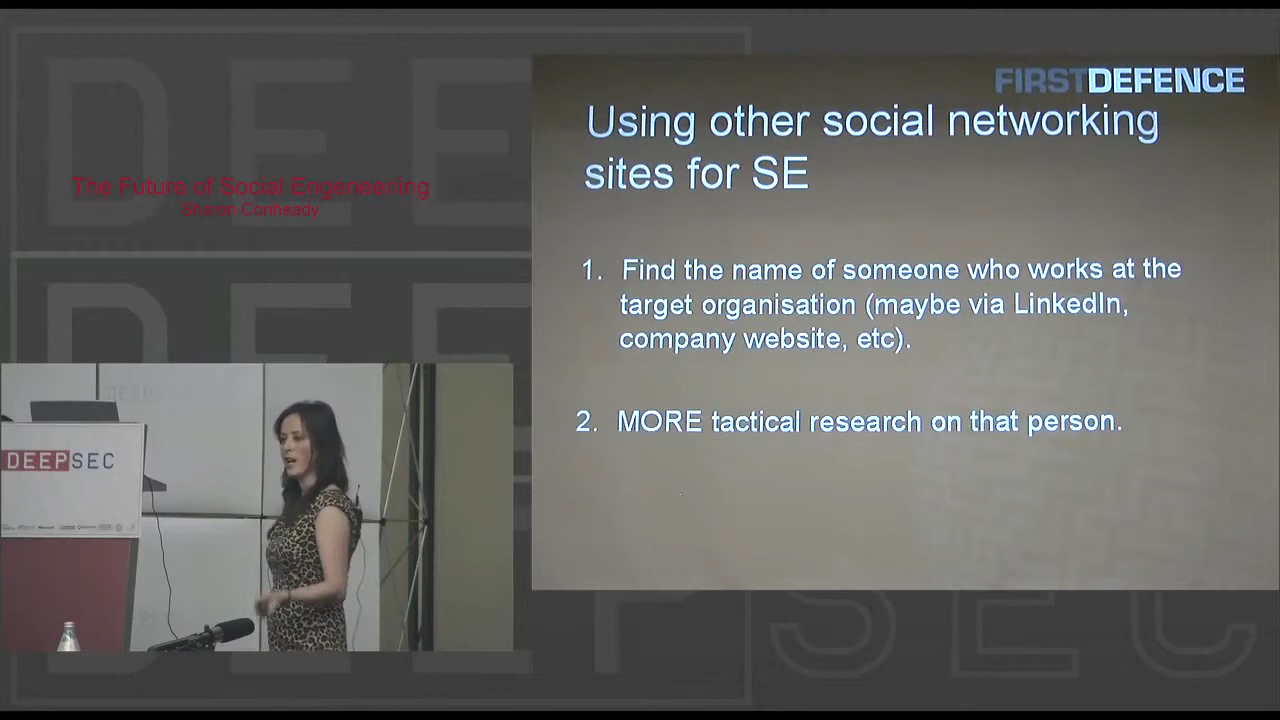 The Future of Social Engeneering
Sharon Conheady
FIRSTDEFENCE
Using other social networking
sites for SE
1. Find the name of someone who works at the
target organisation (maybe via LinkedIn,
company website, etc).
2. MORE tactical research on that person.
DEEPSEC
DEEPSEC